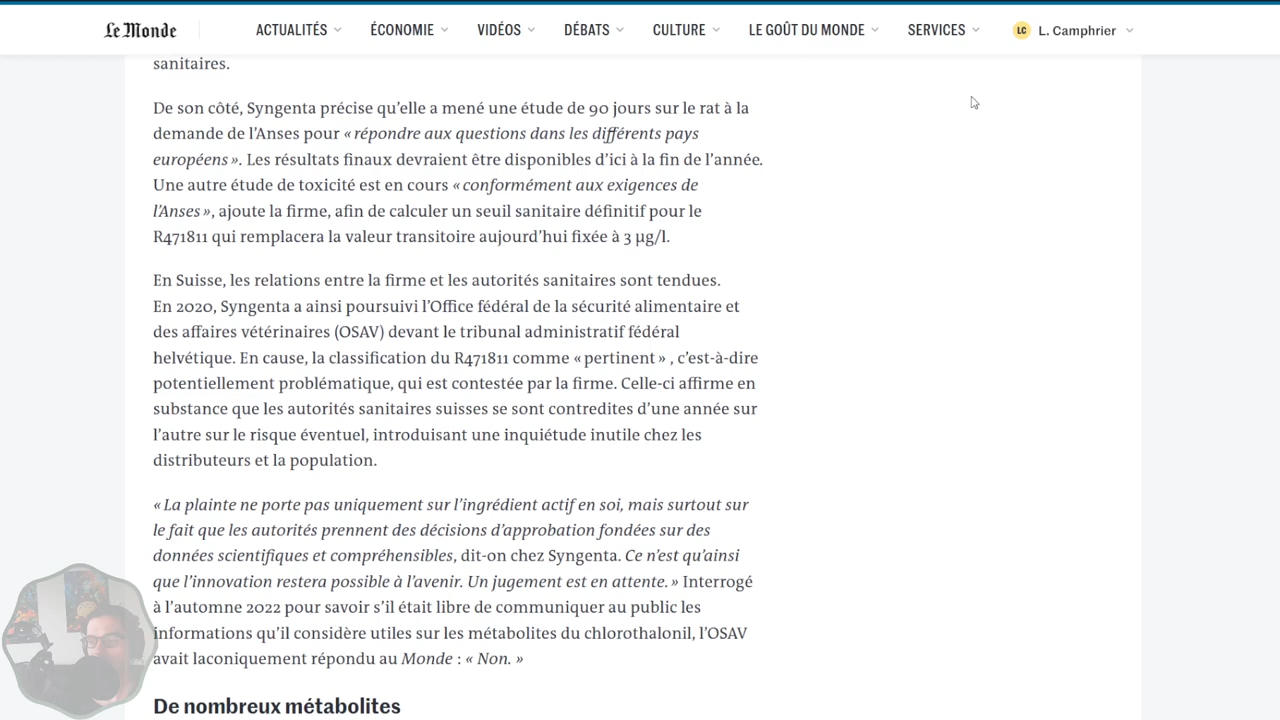 Le Monde
ACTUALITÉS
ÉCONOMIE
VIDÉOS
DÉBATS
CULTURE
LE GOÛT DU MONDE
SERVICES
LC
L. Camphrier
sanitaires.
De son côté, Syngenta précise qu’elle a mené une étude de 90 jours sur le rat à la
demande de l’Anses pour « répondre aux questions dans les différents pays
européens ». Les résultats finaux devraient être disponibles d’ici à la fin de l’année.
Une autre étude de toxicité est en cours « conformément aux exigences de
l’Anses », ajoute la firme, afin de calculer un seuil sanitaire définitif pour le
R471811 qui remplacera la valeur transitoire aujourd’hui fixée à 3 µg/l.
En Suisse, les relations entre la firme et les autorités sanitaires sont tendues.
En 2020, Syngenta a ainsi poursuivi l’Office fédéral de la sécurité alimentaire et
des affaires vétérinaires (OSAV) devant le tribunal administratif fédéral
helvétique. En cause, la classification du R471811 comme « pertinent » , c’est-à-dire
potentiellement problématique, qui est contestée par la firme. Celle-ci affirme en
substance que les autorités sanitaires suisses se sont contredites d’une année sur
l’autre sur le risque éventuel, introduisant une inquiétude inutile chez les
distributeurs et la population.
« La plainte ne porte pas uniquement sur l’ingrédient actif en soi, mais surtout sur
le fait que les autorités prennent des décisions d’approbation fondées sur des
données scientifiques et compréhensibles, dit-on chez Syngenta. Ce n’est qu’ainsi
que l’innovation restera possible à l’avenir. Un jugement est en attente. » Interrogé
à l’automne 2022 pour savoir s’il était libre de communiquer au public les
informations qu’il considère utiles sur les métabolites du chlorothalonil, l’OSAV
avait laconiquement répondu au Monde : « Non. »
De nombreux métabolites